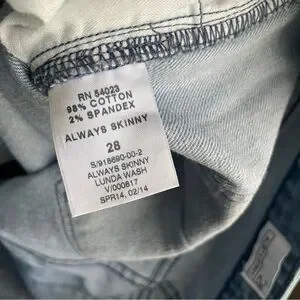 RN 54023
98% COTTON
2% SPANDEX
ALWAYS SKINNY
28
S/918690-00-2
ALWAYS SKINNY
LUNDA WASH
V/000817
SPR14, 02/14